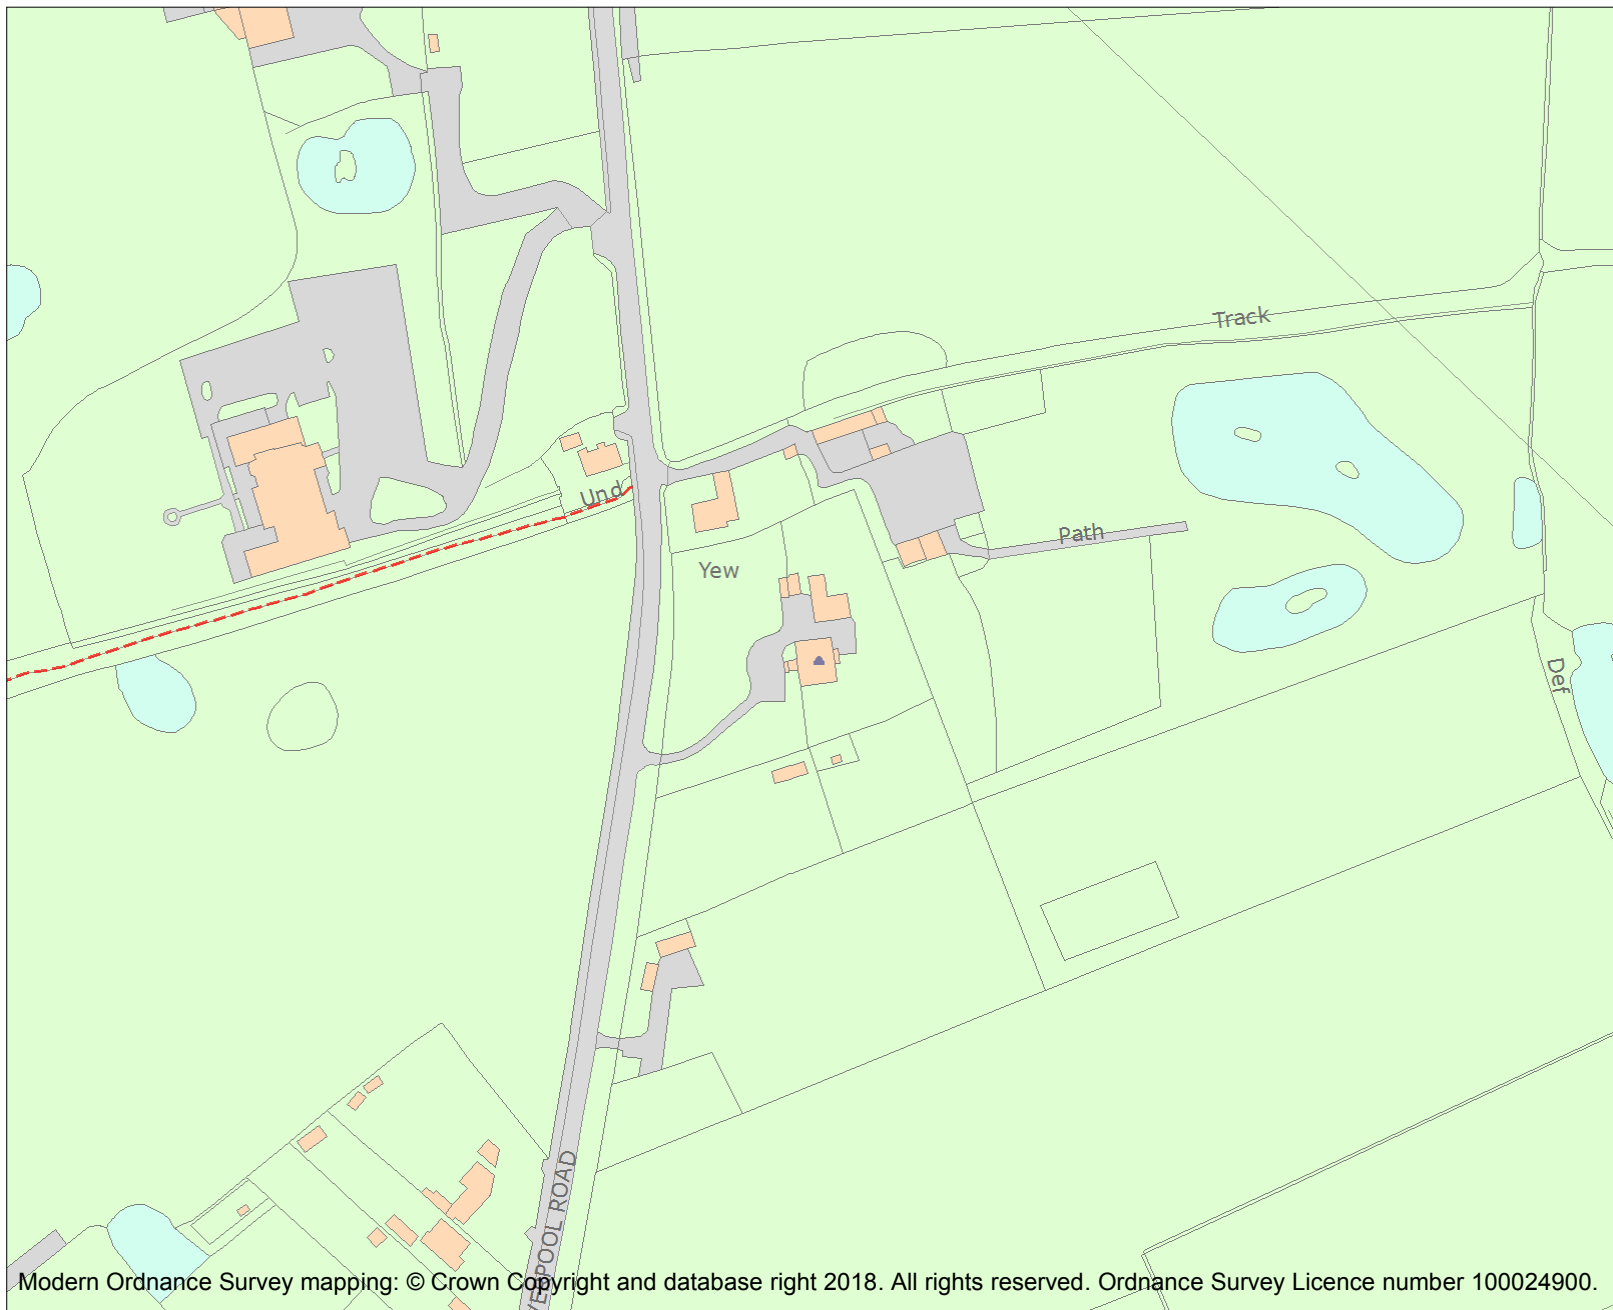 Track
Und
Path
Yew
Def
VERPOOL ROAD
Modern Ordnance Survey mapping: © Crown Copyright and database right 2018. All rights reserved. Ordnance Survey Licence number 100024900.